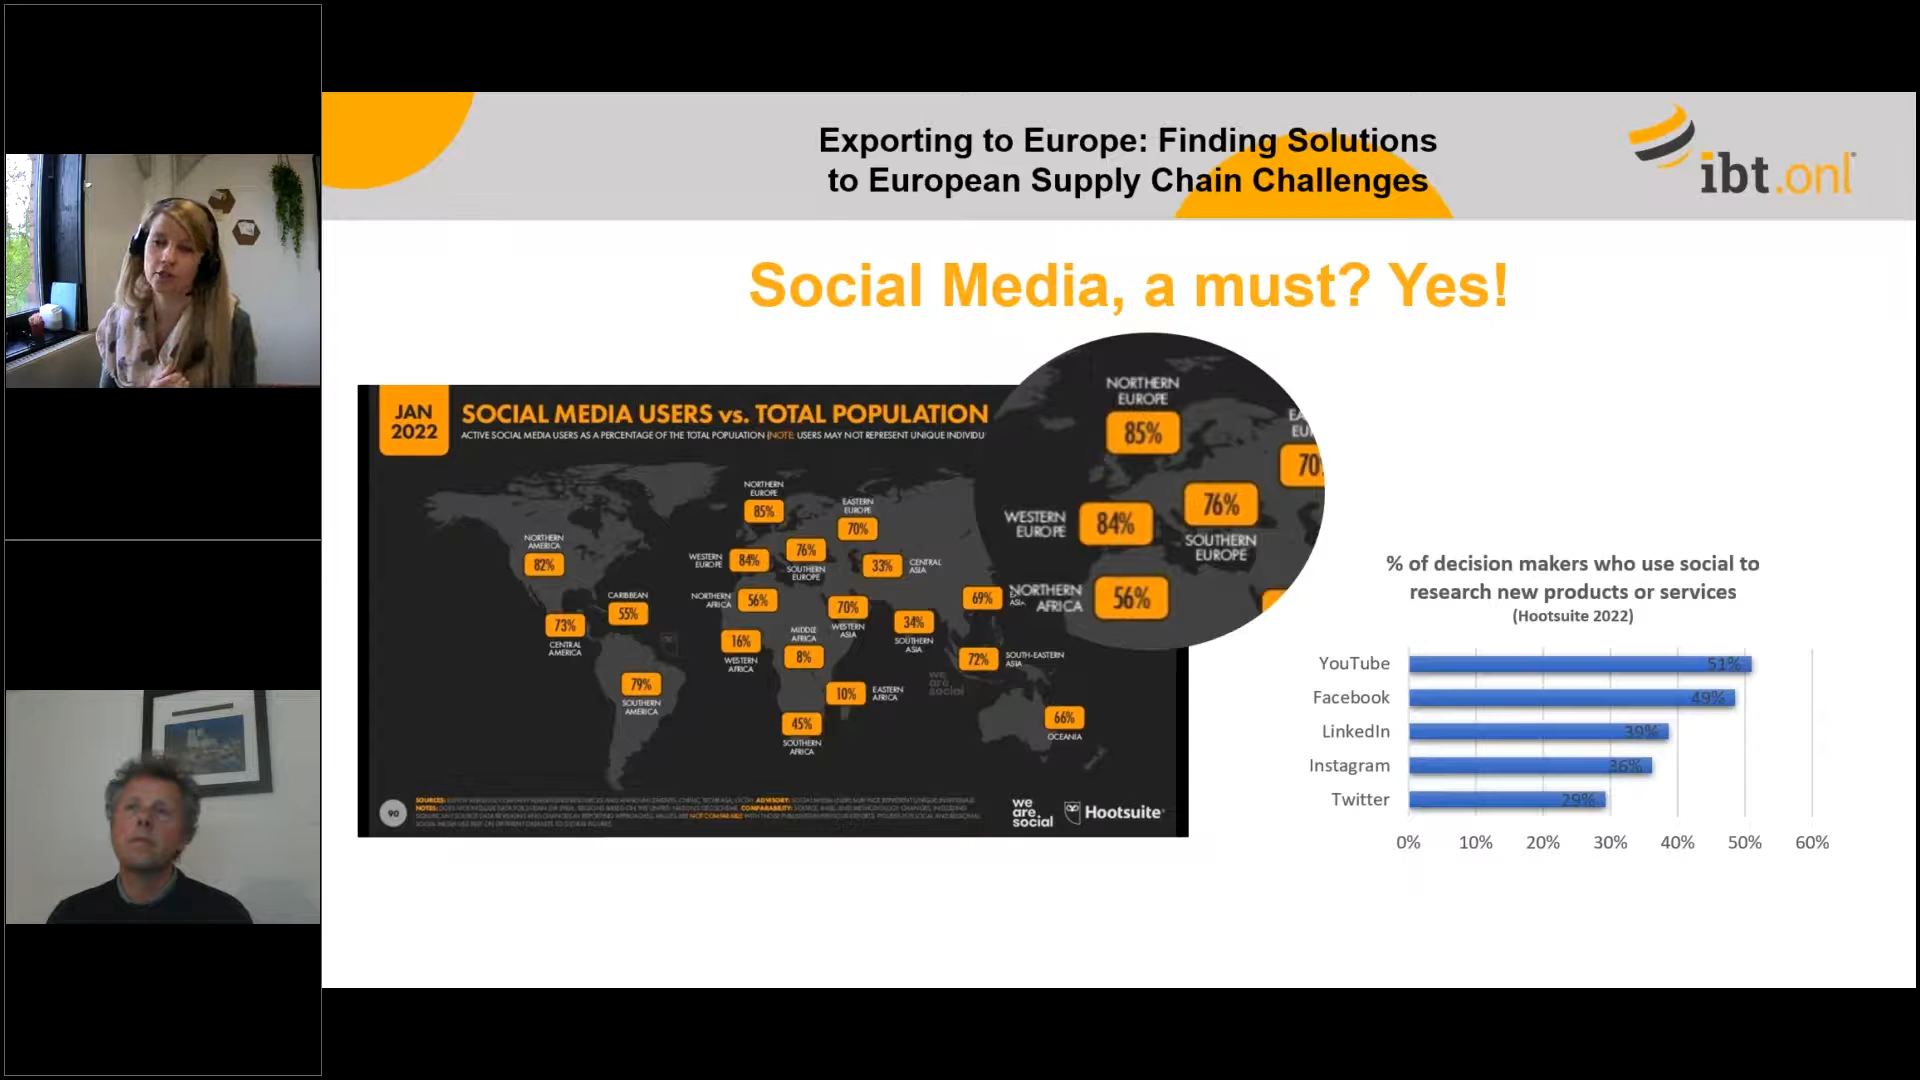 Exporting to Europe: Finding Solutions
to European Supply Chain Challenges
ibt.onl
Social Media, a must? Yes!
JAN
2022
SOCIAL MEDIA USERS vs. TOTAL POPULATION
ACTIVE SOCIAL MEDIA USERS AS A PERCENTAGE OF THE TOTAL POPULATION (NOTE: USERS MAY NOT REPRESENT UNIQUE INDIVIDU
NORTHERN
AMERICA
82%
CARIBBEAN
55%
73%
CENTRAL
AMERICA
79%
SOUTHERN
AMERICA
NORTHERN
EUROPE
85%
EASTERN
EUROPE
70%
WESTERN
EUROPE
84%
76%
SOUTHERN
EUROPE
33%
CENTRAL
ASIA
NORTHERN
AFRICA
56%
70%
WESTERN
ASIA
69%
34%
SOUTHERN
ASIA
16%
WESTERN
AFRICA
MIDDLE
AFRICA
8%
72%
SOUTH-EASTERN
ASIA
10%
EASTERN
AFRICA
45%
SOUTHERN
AFRICA
66%
OCEANIA
we
are
social
90
we
are
social
Hootsuite
NORTHERN
EUROPE
85%
EA
EU
70
WESTERN
EUROPE
84%
76%
SOUTHERN
EUROPE
NORTHERN
AFRICA
56%
% of decision makers who use social to
research new products or services
(Hootsuite 2022)
YouTube 51%
Facebook 49%
LinkedIn 39%
Instagram 36%
Twitter 29%
0% 10% 20% 30% 40% 50% 60%